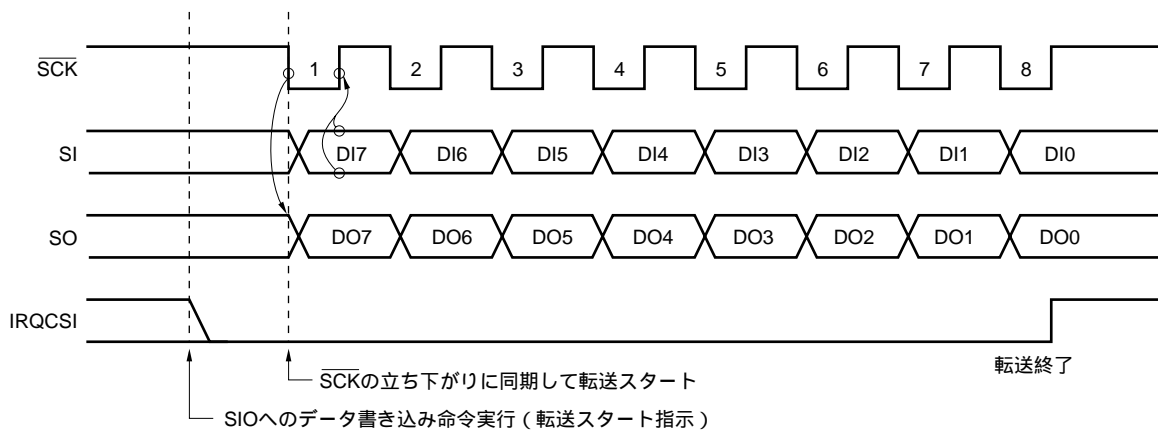 SCK 1 2 3 4 5 6 7 8
SI DI7 DI6 DI5 DI4 DI3 DI2 DI1 DI0
SO DO7 DO6 DO5 DO4 DO3 DO2 DO1 DO0
IRQCSI
転送終了
SCKの立ち下がりに同期して転送スタート
SIOへのデータ書き込み命令実行(転送スタート指示)